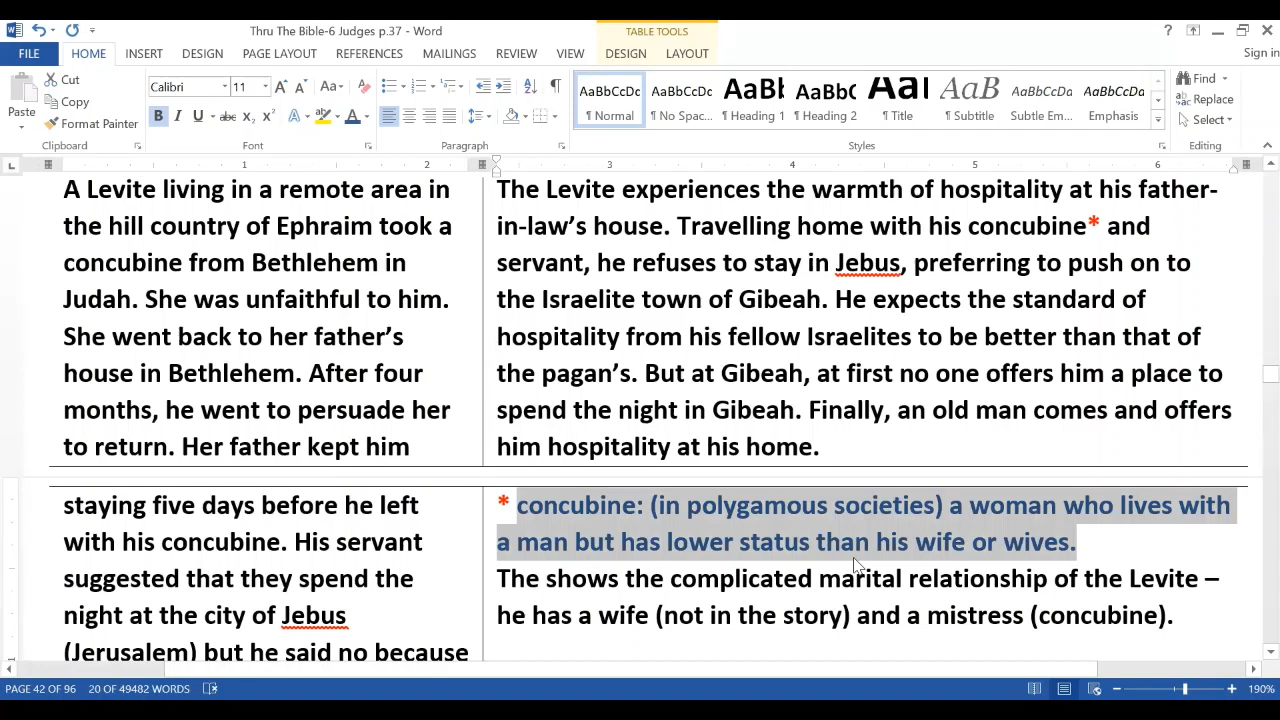 Thru The Bible-6 Judges p.37 - Word
TABLE TOOLS
Sign in
FILE HOME INSERT DESIGN PAGE LAYOUT REFERENCES MAILINGS REVIEW VIEW DESIGN LAYOUT
Paste
Cut
Copy
Format Painter
Clipboard
Calibri 11
Font
Paragraph
AaBbCcDc AaBbCcDc AaBb( AaBbC AaB AaB AaBbCcDa AaBbCcDa
¶ Normal ¶ No Spac... ¶ Heading 1 ¶ Heading 2 ¶ Title ¶ Subtitle Subtle Em... Emphasis
Styles
Find
Replace
Select
Editing
1 2 3 4 5 6
A Levite living in a remote area in
the hill country of Ephraim took a
concubine from Bethlehem in
Judah. She was unfaithful to him.
She went back to her father’s
house in Bethlehem. After four
months, he went to persuade her
to return. Her father kept him
staying five days before he left
with his concubine. His servant
suggested that they spend the
night at the city of Jebus
(Jerusalem) but he said no because
The Levite experiences the warmth of hospitality at his father-
in-law’s house. Travelling home with his concubine* and
servant, he refuses to stay in Jebus, preferring to push on to
the Israelite town of Gibeah. He expects the standard of
hospitality from his fellow Israelites to be better than that of
the pagan’s. But at Gibeah, at first no one offers him a place to
spend the night in Gibeah. Finally, an old man comes and offers
him hospitality at his home.
* concubine: (in polygamous societies) a woman who lives with
a man but has lower status than his wife or wives.
The shows the complicated marital relationship of the Levite –
he has a wife (not in the story) and a mistress (concubine).
PAGE 42 OF 96 20 OF 49482 WORDS 190%